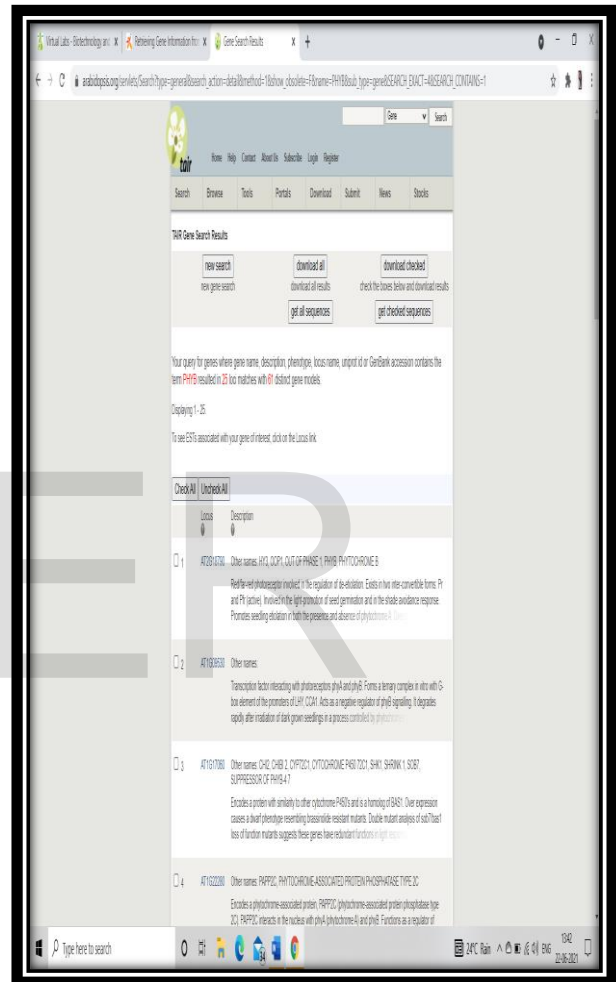 Virtual Labs - Biotechnology and
Retrieving Gene Information from
Gene Search Results
arabidopsis.org/servlets/Search?type=general&search_action=detail&method=1&show_obsolete=F&name=PHYB&sub_type=gene&SEARCH_EXACT=4&SEARCH_CONTAINS=1
Gene Search
tair
Home Help Contact About Us Subscribe Login Register
Search Browse Tools Portals Download Submit News Stocks
TAIR Gene Search Results
new search download all download checked
new gene search download all results check the boxes below and download results
get all sequences get checked sequences
Your query for genes where gene name, description, phenotype, locus name, uniprot id or GenBank accession contains the
term PHYB resulted in 25 loci matches with 61 distinct gene models.
Displaying 1 - 25.
To see ESTs associated with your gene of interest, click on the Locus link.
Check All Uncheck All
Locus Description
1 AT2G18790 Other names: HY3, OOP1, OUT OF PHASE 1, PHYB, PHYTOCHROME B
Red/far-red photoreceptor involved in the regulation of de-etiolation. Exists in two inter-convertible forms: Pr
and Pfr (active). Involved in the light-promotion of seed germination and in the shade avoidance response.
Promotes seedling etiolation in both the presence and absence of phytochrome A.
2 AT1G09530 Other names:
Transcription factor interacting with photoreceptors phyA and phyB. Forms a ternary complex in vitro with G-
box element of the promoters of LHY, CCA1. Acts as a negative regulator of phyB signalling. It degrades
rapidly after irradiation of dark grown seedlings in a process controlled by phytochromes
3 AT1G17060 Other names: CHI2, CHIBI 2, CYP72C1, CYTOCHROME P450 72C1, SHK1, SHRINK 1, SOB7,
SUPPRESSOR OF PHYB-4 7
Encodes a protein with similarity to other cytochrome P450's and is a homolog of BAS1. Over expression
causes a dwarf phenotype resembling brassinolide resistant mutants. Double mutant analysis of sob7/bas1
loss of function mutants suggests these genes have redundant functions in light
4 AT1G22280 Other names: PAPP2C, PHYTOCHROME-ASSOCIATED PROTEIN PHOSPHATASE TYPE 2C
Encodes a phytochrome-associated protein, PAPP2C (phytochrome-associated protein phosphatase type
2C). PAPP2C interacts in the nucleus with phyA (phytochrome A) and phyB. Functions as a regulator of
Type here to search
24°C Rain ENG 13:42
22-06-2021
ER